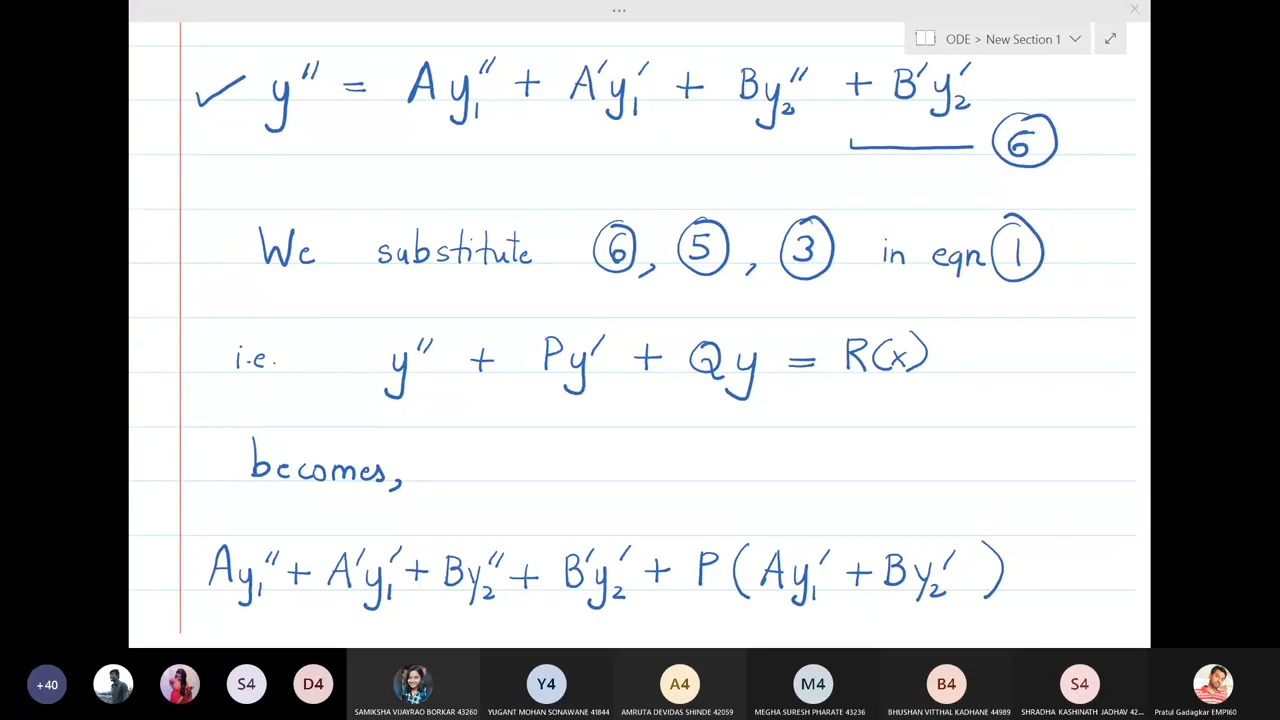 ODE > New Section 1
✓ y″ = Ay₁″ + A′y₁′ + By₂″ + B′y₂′
⑥
We substitute ⑥, ⑤, ③ in eqn ①
i.e. y″ + Py′ + Qy = R(x)
becomes,
Ay₁″ + A′y₁′ + By₂″ + B′y₂′ + P(Ay₁′ + By₂′)
+40 S4 D4 Y4 A4 M4 B4 S4
SAMIKSHA VIJAYRAO BORKAR 43260 YUGANT MOHAN SONAWANE 41844 AMRUTA DEVIDAS SHINDE 42059 MEGHA SURESH PHARATE 43236 BHUSHAN VITTHAL KADHANE 44989 SHRADHA KASHINATH JADHAV 42... Pratul Gadagkar EMP60